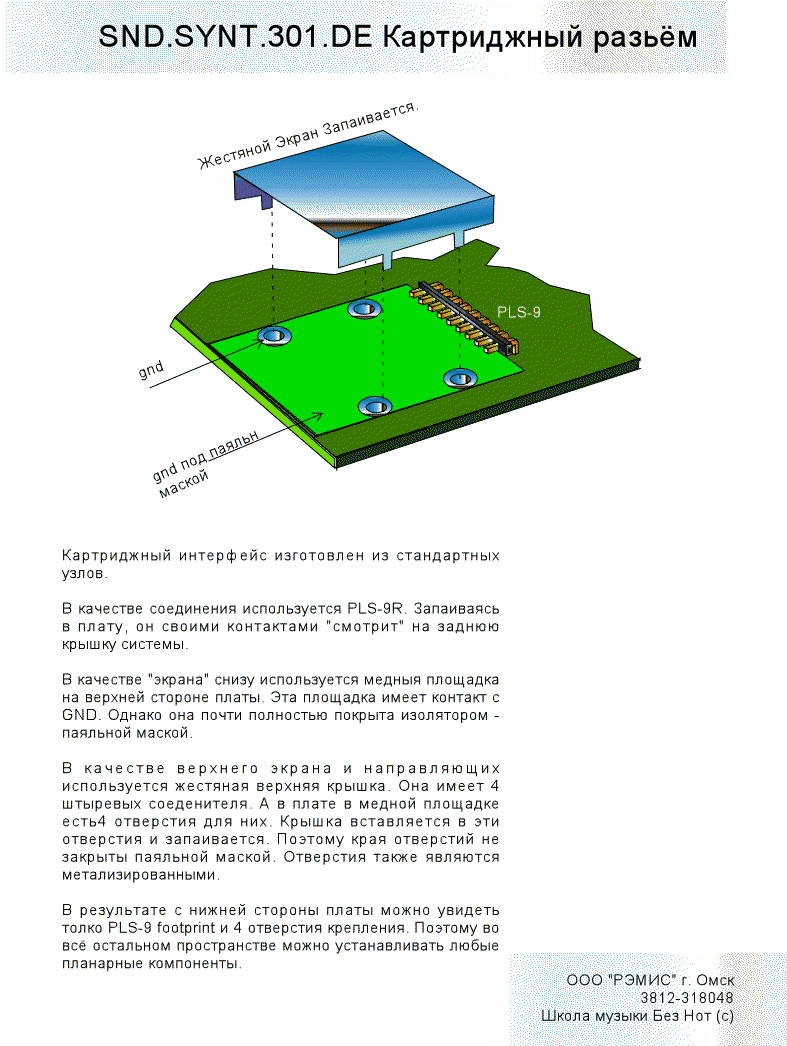 SND.SYNT.301.DE Картриджный разьём
Жестяной Экран Запаивается.
PLS-9
gnd
gnd под паяльн
маской
Картриджный интерфейс изготовлен из стандартных
узлов.
В качестве соединения используется PLS-9R. Запаиваясь
в плату, он своими контактами "смотрит" на заднюю
крышку системы.
В качестве "экрана" снизу используется медныя площадка
на верхней стороне платы. Эта площадка имеет контакт с
GND. Однако она почти полностью покрыта изолятором -
паяльной маской.
В качестве верхнего экрана и направляющих
используется жестяная верхняя крышка. Она имеет 4
штыревых соеденителя. А в плате в медной площадке
есть4 отверстия для них. Крышка вставляется в эти
отверстия и запаивается. Поэтому края отверстий не
закрыты паяльной маской. Отверстия также являются
метализированными.
В результате с нижней стороны платы можно увидеть
толко PLS-9 footprint и 4 отверстия крепления. Поэтому во
всё остальном пространстве можно устанавливать любые
планарные компоненты.
ООО "РЭМИС" г. Омск
3812-318048
Школа музыки Без Нот (с)